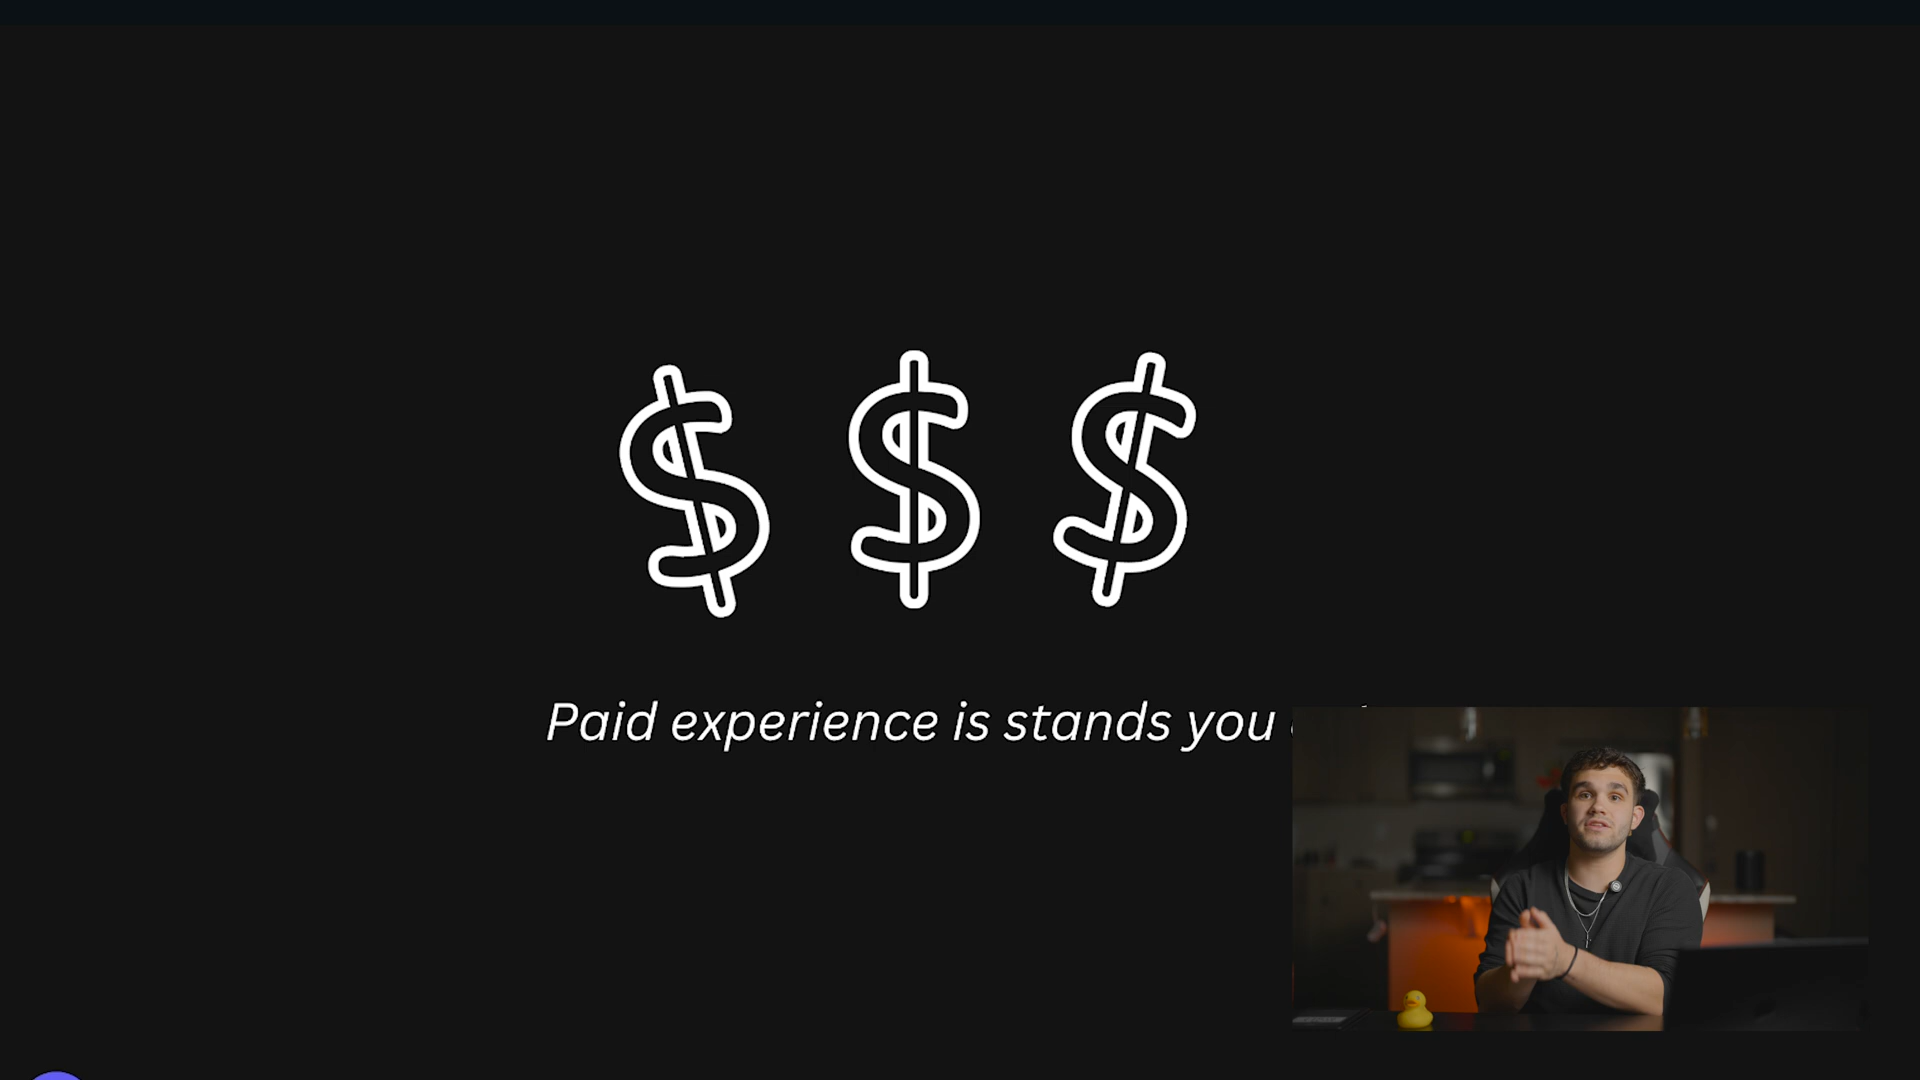 $ $ $
Paid experience is stands you